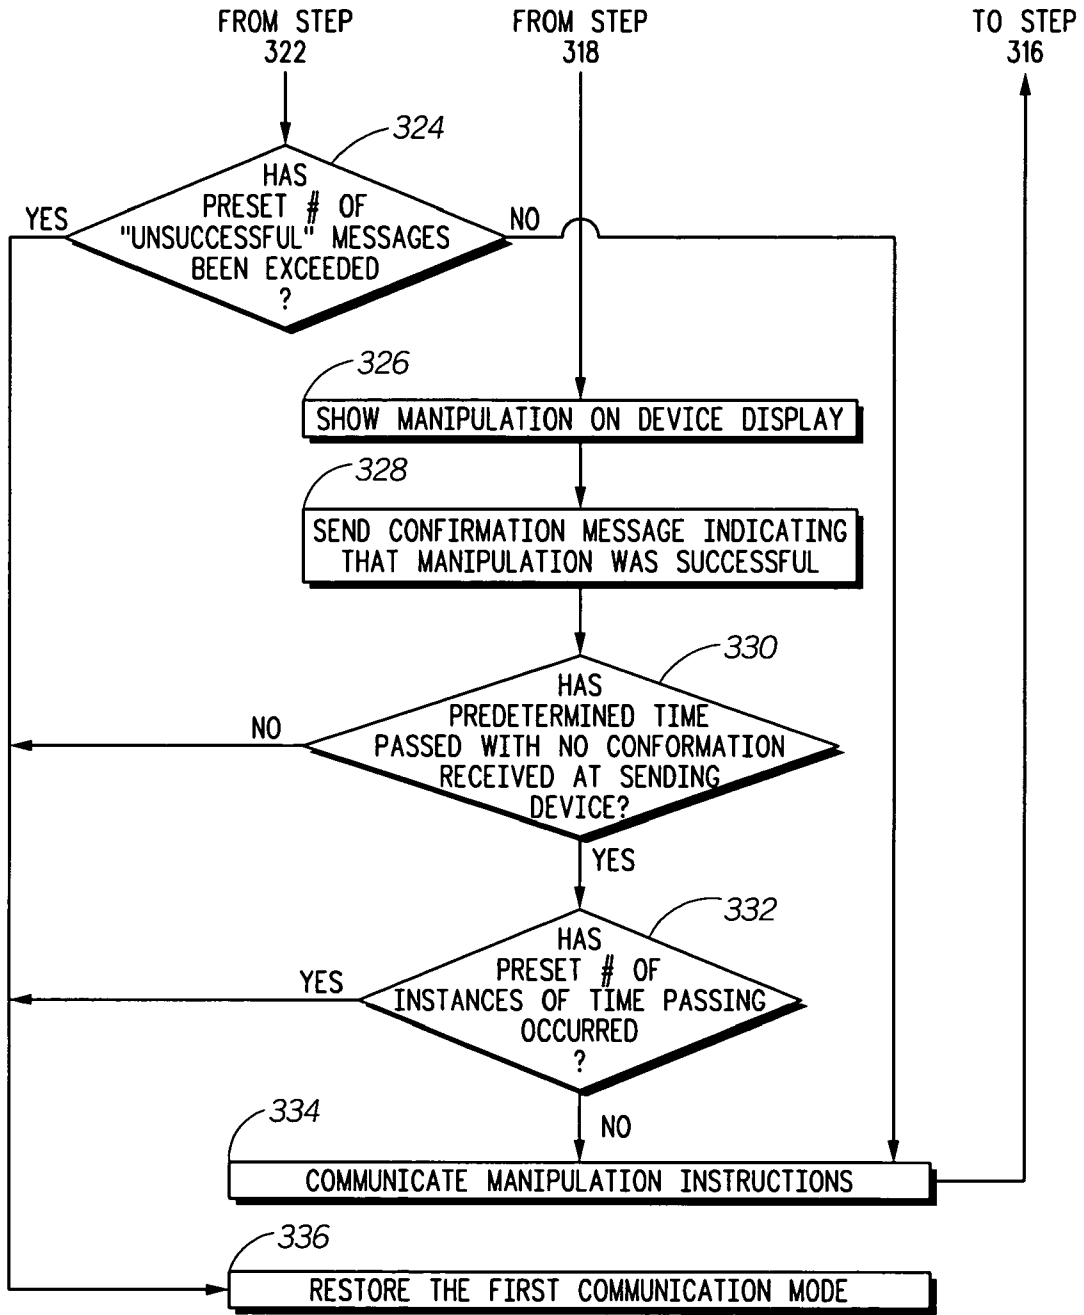 FROM STEP
322
FROM STEP
318
TO STEP
316
324
HAS
PRESET # OF
"UNSUCCESSFUL" MESSAGES
BEEN EXCEEDED
?
YES
NO
326
SHOW MANIPULATION ON DEVICE DISPLAY
328
SEND CONFIRMATION MESSAGE INDICATING
THAT MANIPULATION WAS SUCCESSFUL
330
HAS
PREDETERMINED TIME
PASSED WITH NO CONFORMATION
RECEIVED AT SENDING
DEVICE?
NO
YES
332
HAS
PRESET # OF
INSTANCES OF TIME PASSING
OCCURRED
?
YES
NO
334
COMMUNICATE MANIPULATION INSTRUCTIONS
336
RESTORE THE FIRST COMMUNICATION MODE